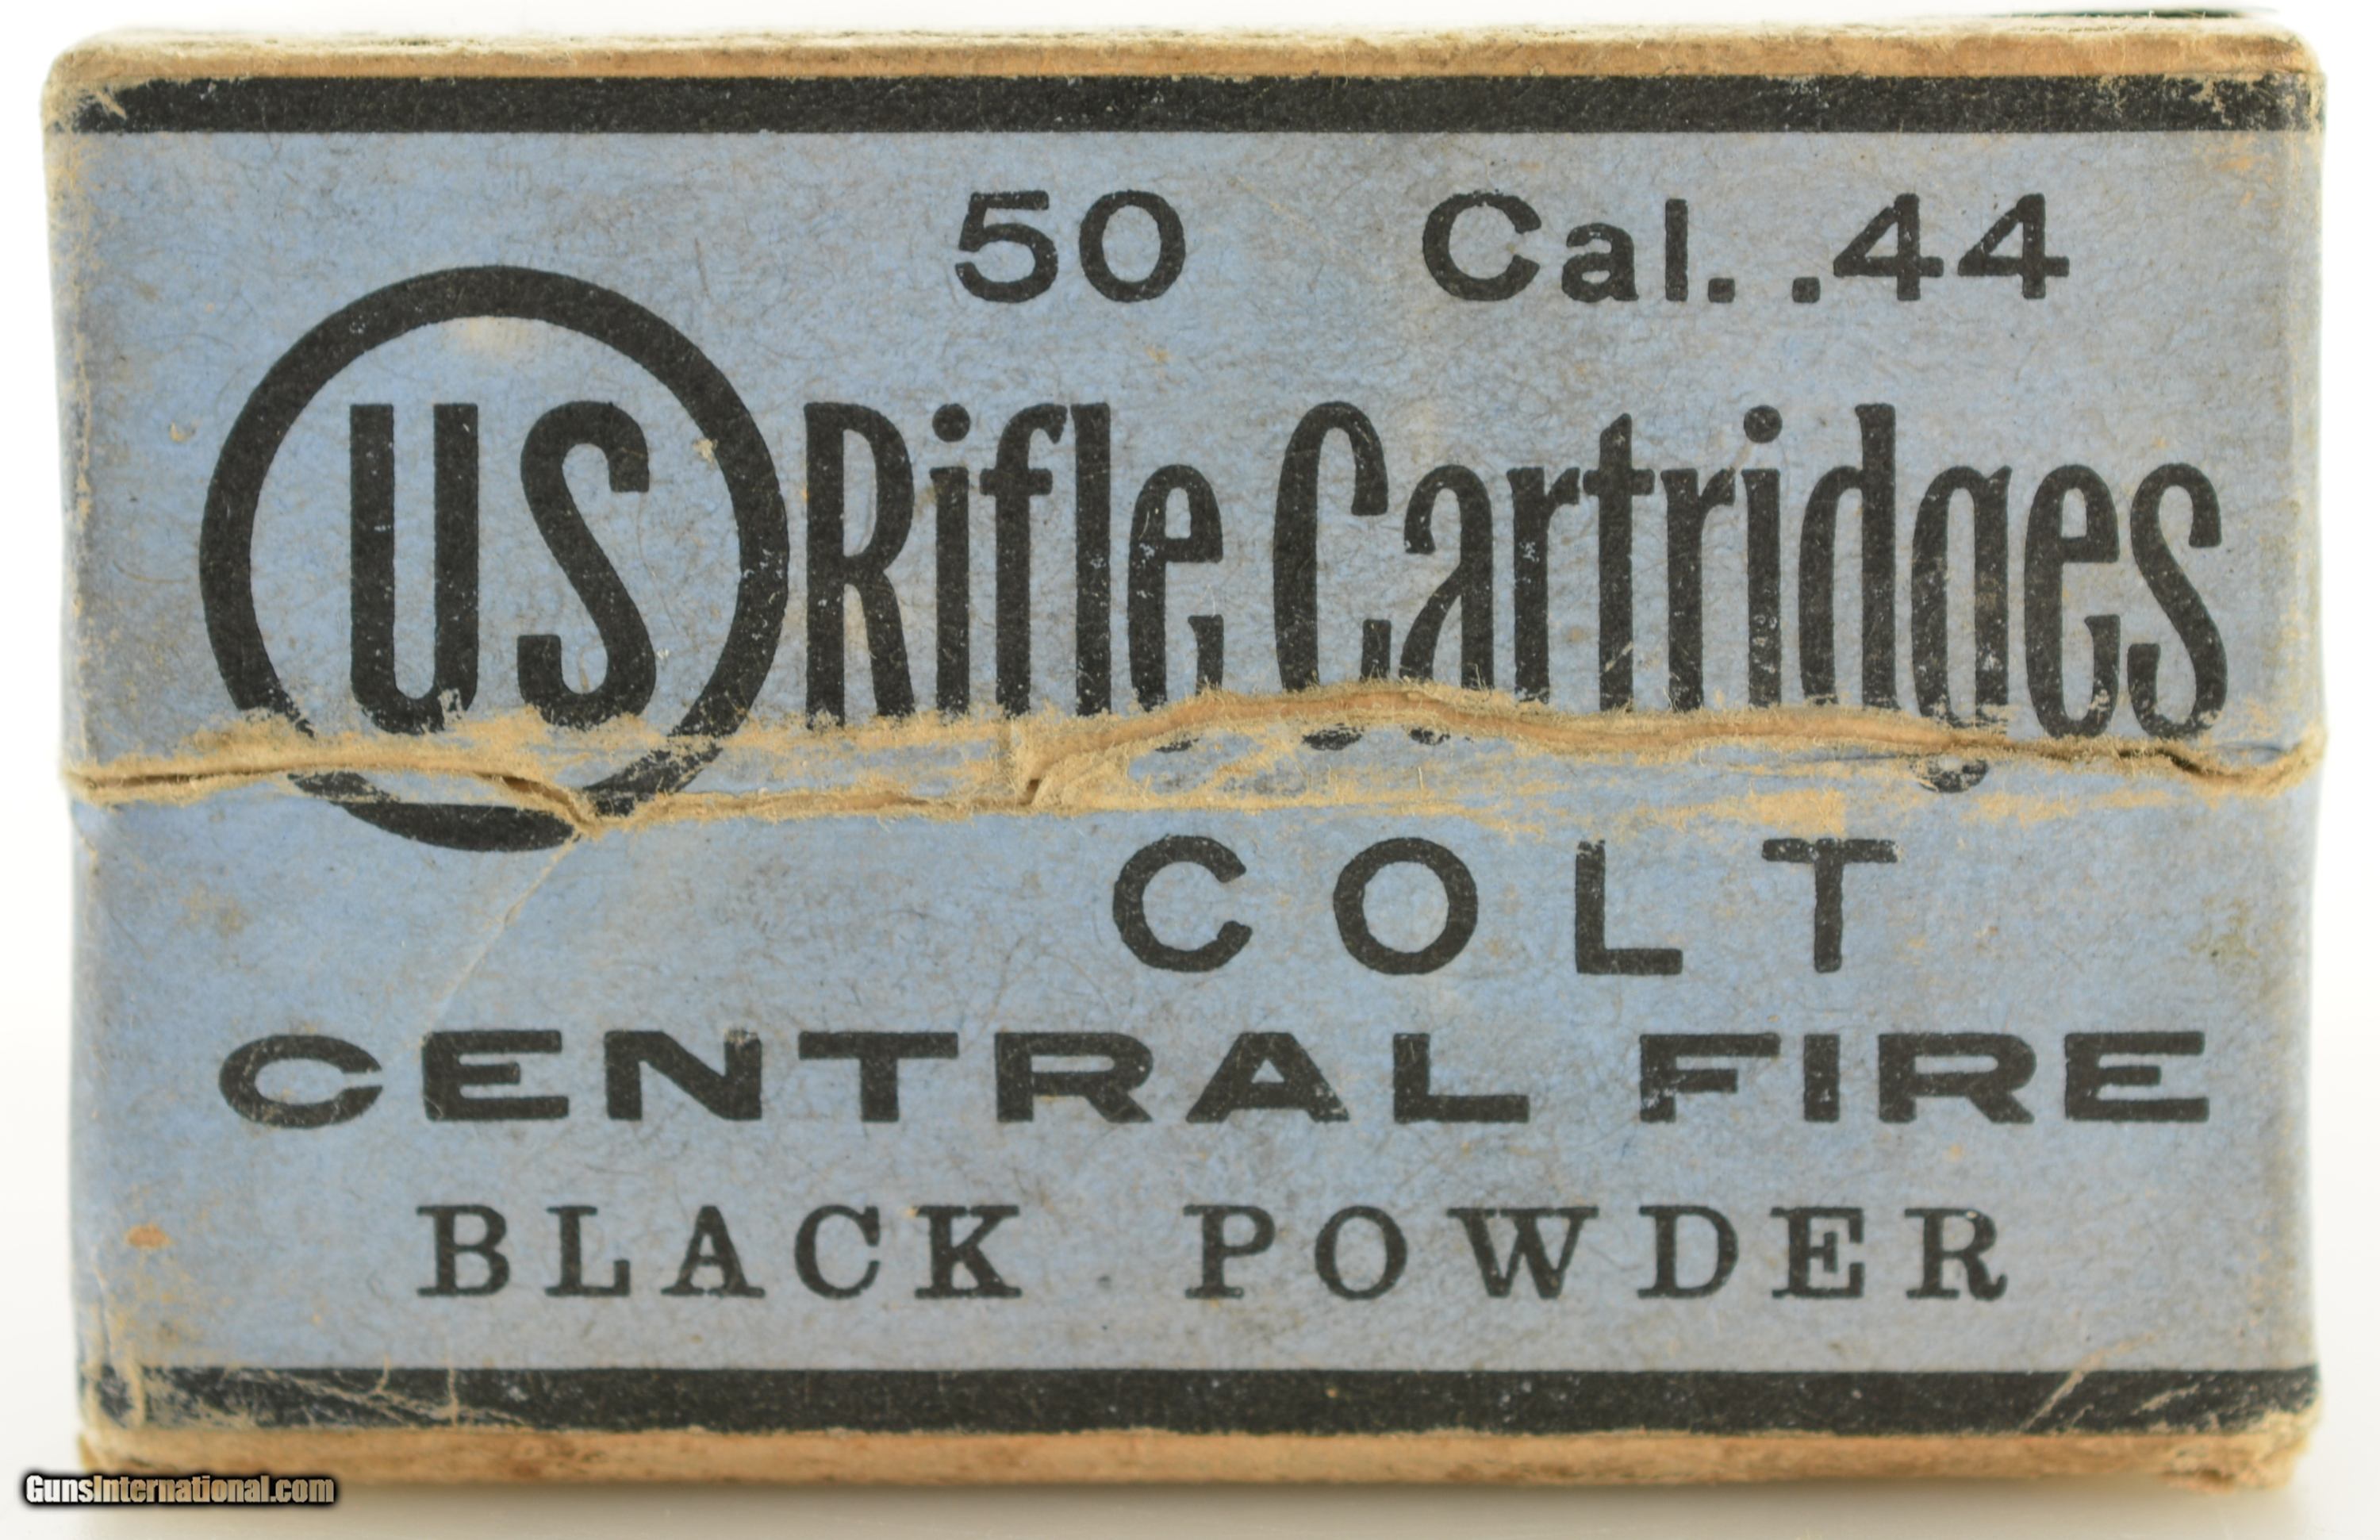 50 Cal. .44
US Rifle Cartridges
COLT
CENTRAL FIRE
BLACK POWDER
GunsInternational.com